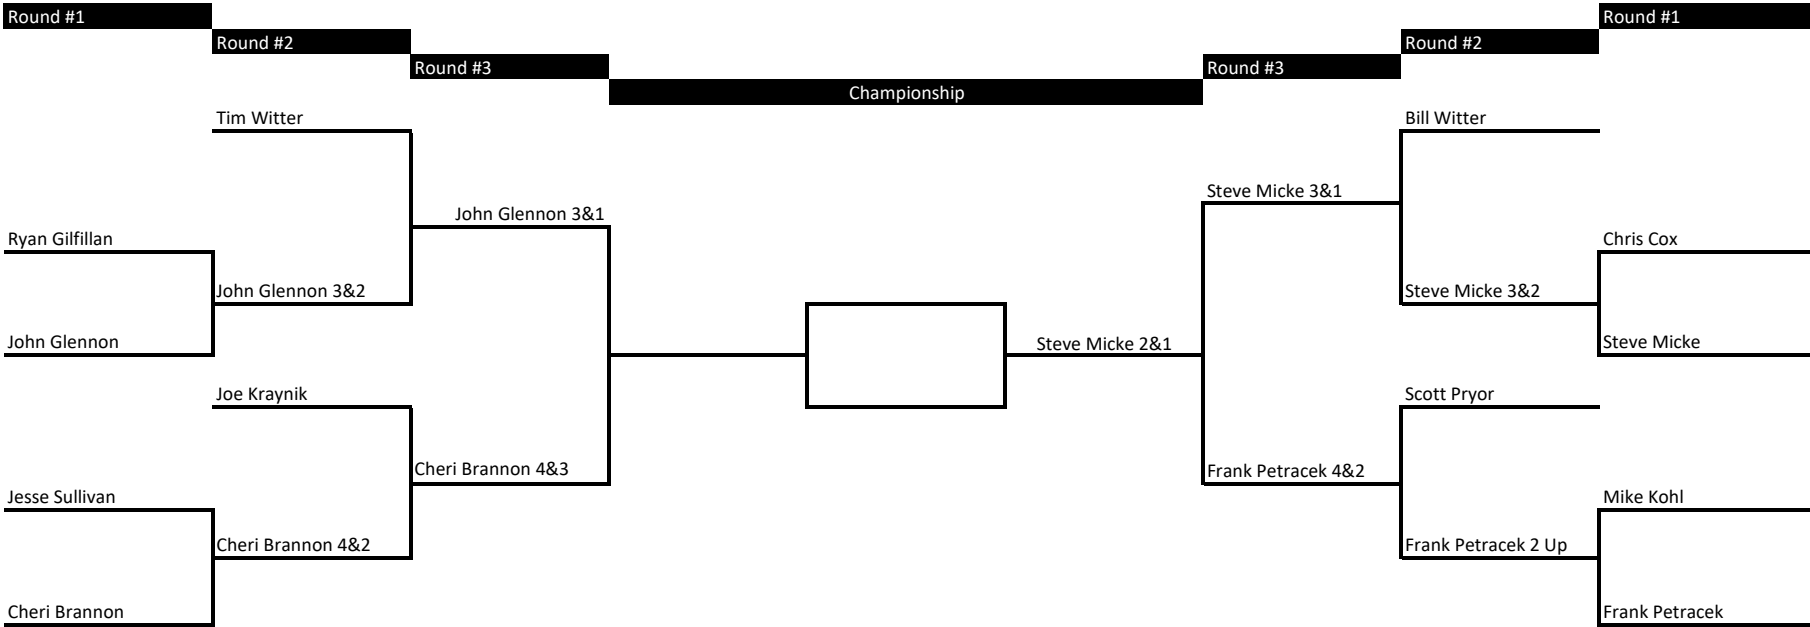 Round #1
Round #1
Round #2
Round #2
Round #3
Round #3
Championship
Tim Witter
Bill Witter
Steve Micke 3&1
John Glennon 3&1
Ryan Gilfillan
Chris Cox
John Glennon 3&2
Steve Micke 3&2
John Glennon
Steve Micke 2&1
Steve Micke
Joe Kraynik
Scott Pryor
Cheri Brannon 4&3
Frank Petracek 4&2
Jesse Sullivan
Mike Kohl
Cheri Brannon 4&2
Frank Petracek 2 Up
Cheri Brannon
Frank Petracek